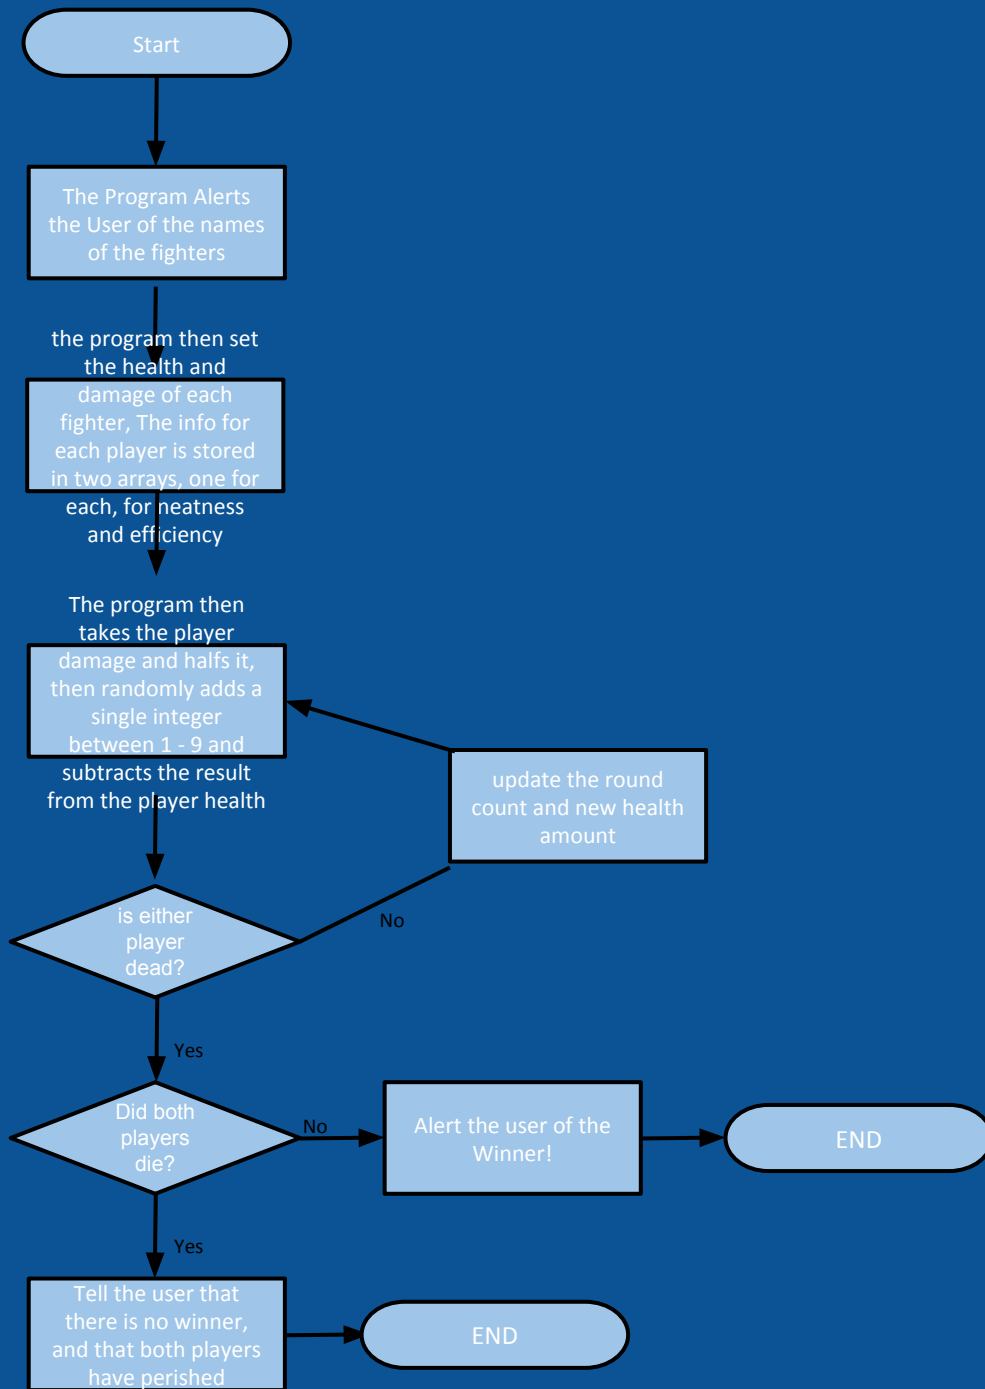 Start
The Program Alerts
the User of the names
of the fighters
the program then set
the health and
damage of each
fighter, The info for
each player is stored
in two arrays, one for
each, for neatness
and efficiency
The program then
takes the player
damage and halfs it,
then randomly adds a
single integer
between 1 - 9 and
subtracts the result
from the player health
update the round
count and new health
amount
is either
player
dead?
No
Yes
Did both
players
die?
No
Alert the user of the
Winner!
END
Yes
Tell the user that
there is no winner,
and that both players
have perished
END